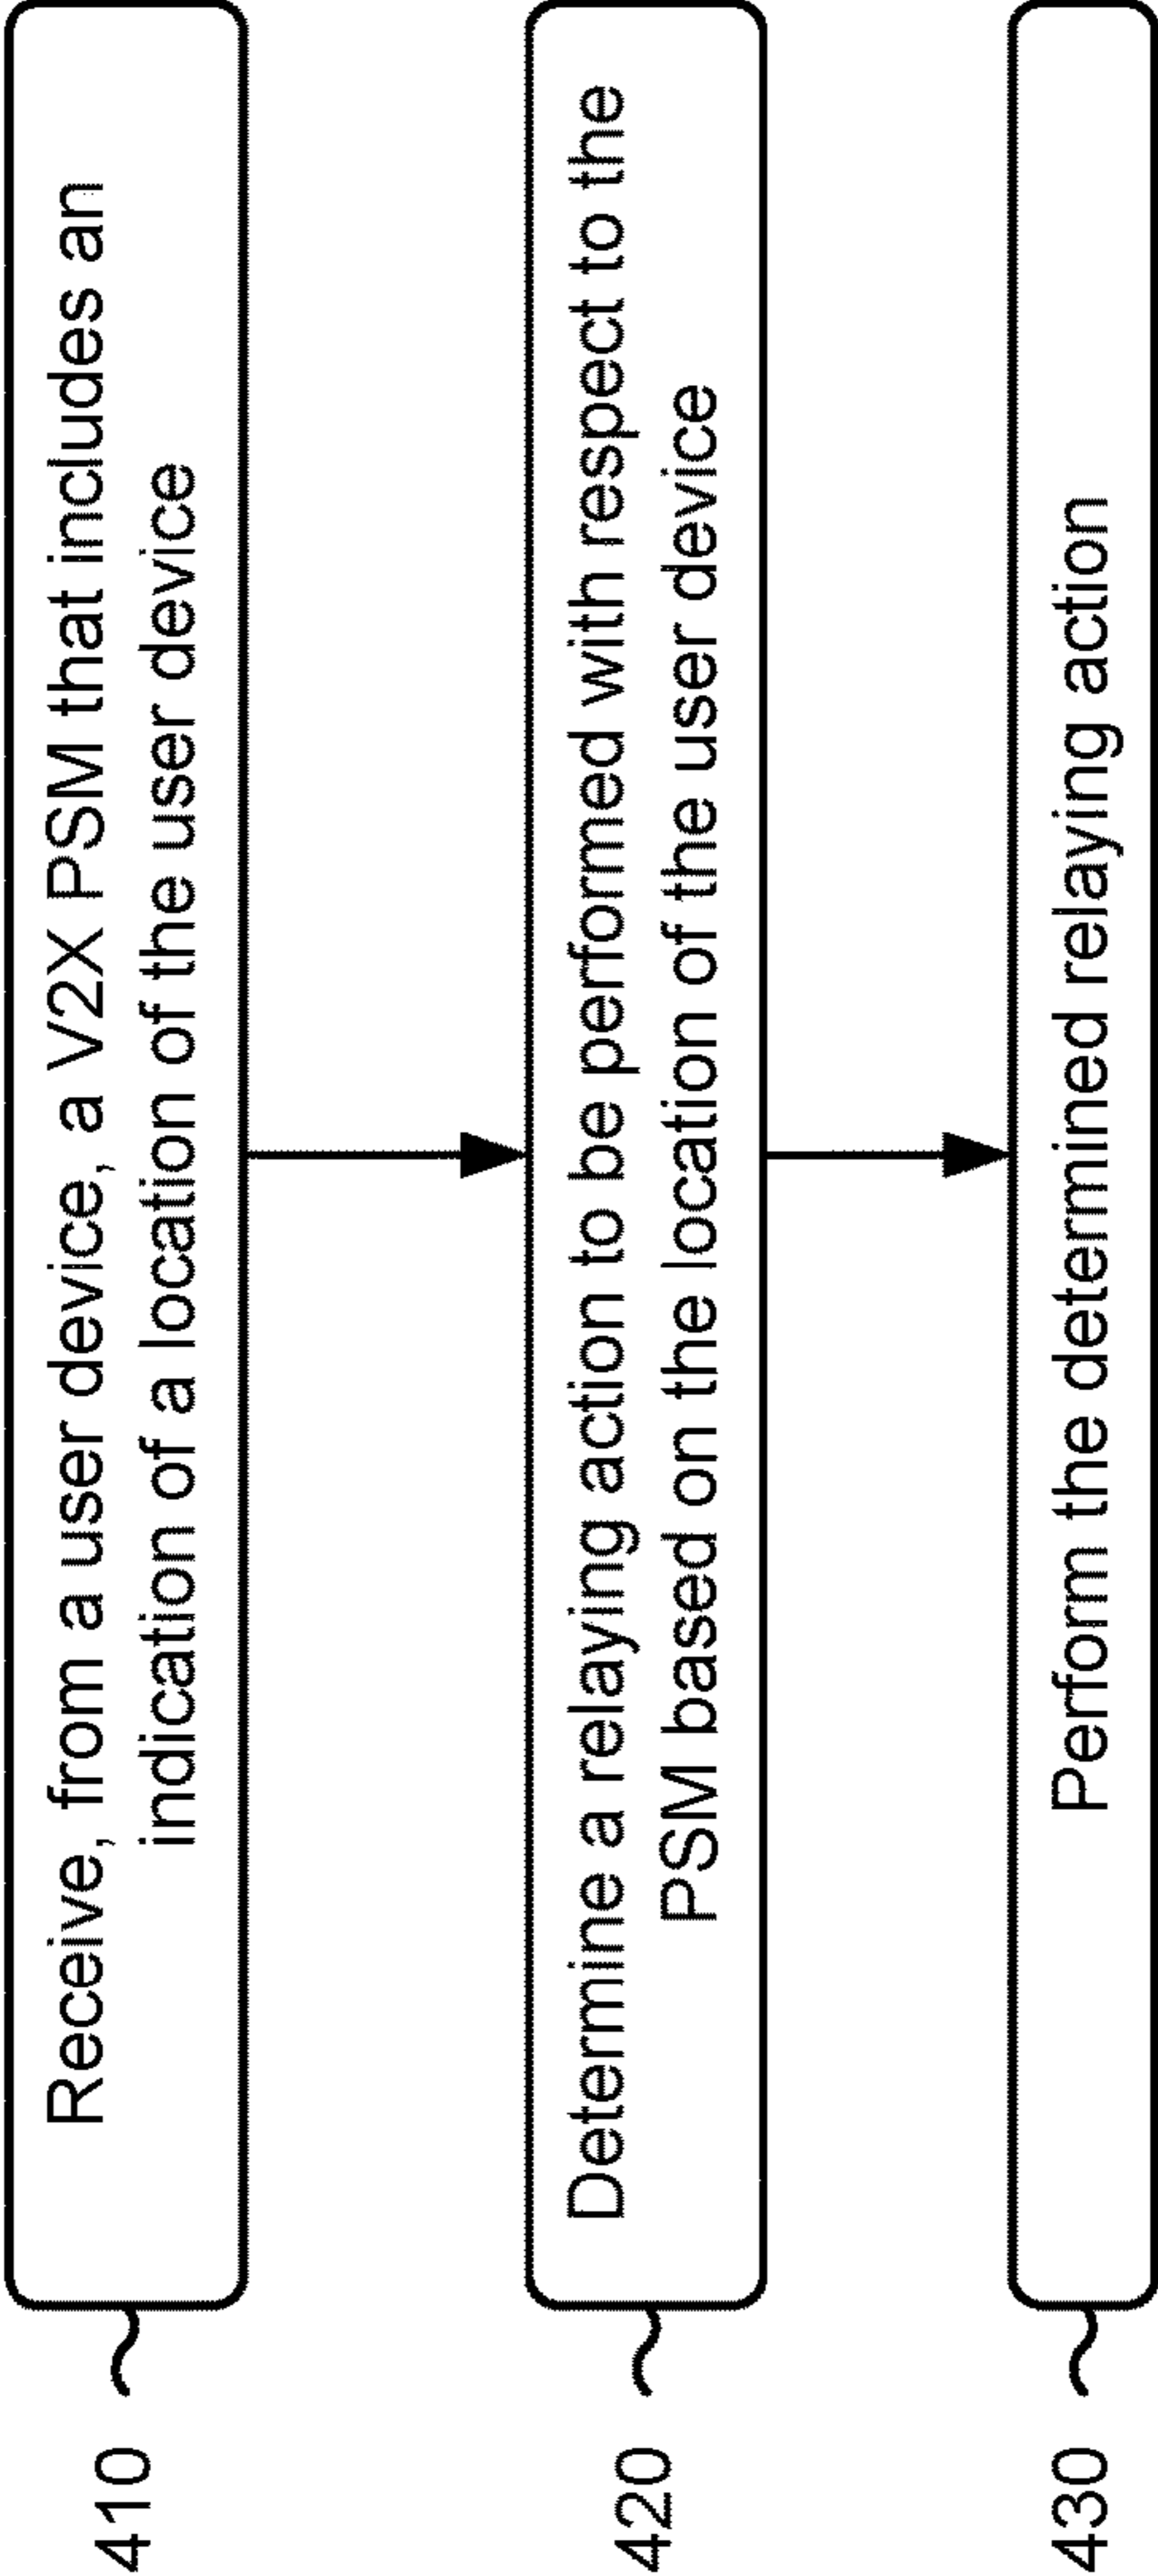 410
Receive, from a user device, a V2X PSM that includes an
indication of a location of the user device
420
Determine a relaying action to be performed with respect to the
PSM based on the location of the user device
430
Perform the determined relaying action